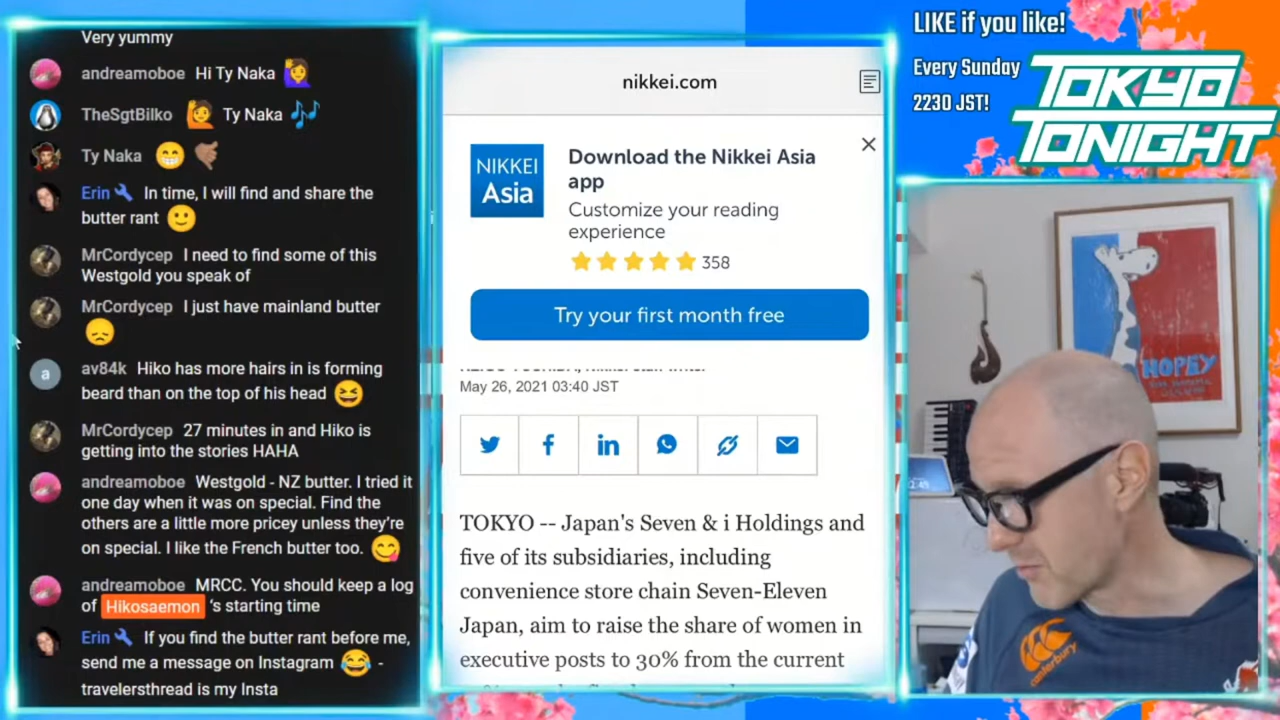 Very yummy
andreamoboe Hi Ty Naka 🙋‍♀️
TheSgtBilko 🙋 Ty Naka 🎶
Ty Naka 😁 🤙🏽
Erin 🔧 In time, I will find and share the
butter rant 🙂
MrCordycep I need to find some of this
Westgold you speak of
MrCordycep I just have mainland butter
😞
av84k Hiko has more hairs in is forming
beard than on the top of his head 😆
MrCordycep 27 minutes in and Hiko is
getting into the stories HAHA
andreamoboe Westgold - NZ butter. I tried it
one day when it was on special. Find the
others are a little more pricey unless they're
on special. I like the French butter too. 😋
andreamoboe MRCC. You should keep a log
of Hikosaemon 's starting time
Erin 🔧 If you find the butter rant before me,
send me a message on Instagram 😂 -
travelersthread is my Insta
nikkei.com
NIKKEI
Asia
Download the Nikkei Asia
app
Customize your reading
experience
358
Try your first month free
May 26, 2021 03:40 JST
TOKYO -- Japan's Seven & i Holdings and
five of its subsidiaries, including
convenience store chain Seven-Eleven
Japan, aim to raise the share of women in
executive posts to 30% from the current
LIKE if you like!
Every Sunday
2230 JST!
TOKYO
TONIGHT
HOPEY
canterbury